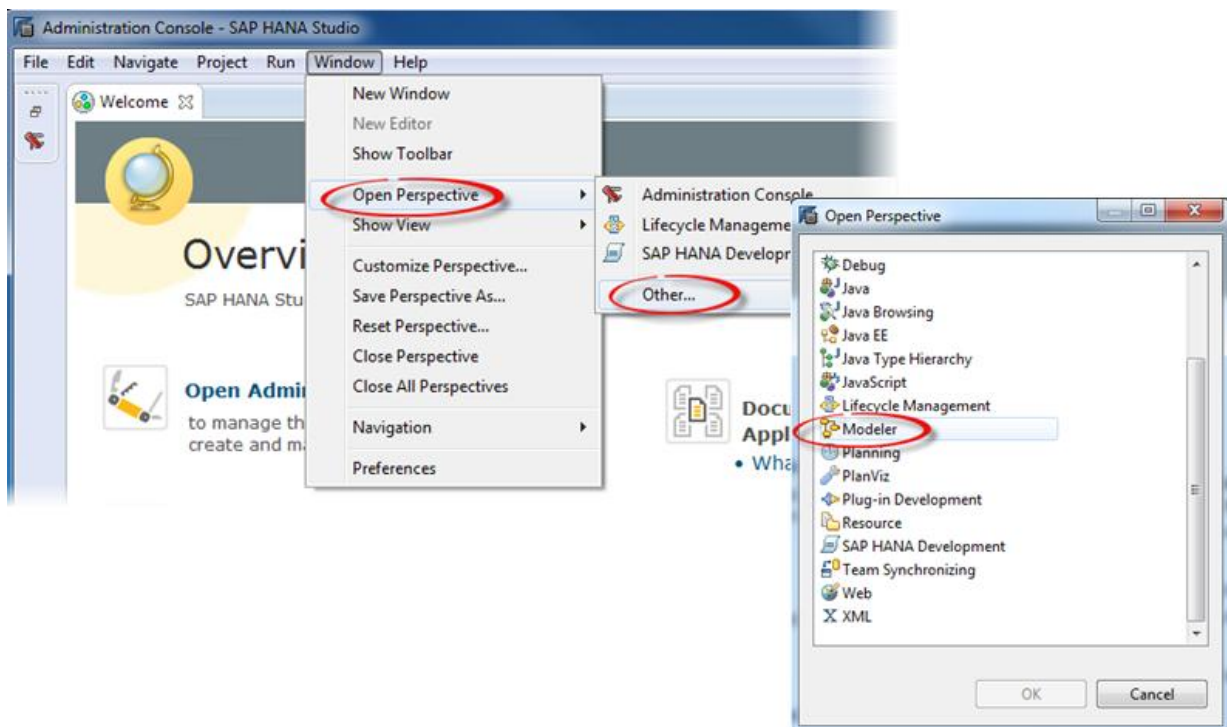 Administration Console - SAP HANA Studio
File Edit Navigate Project Run Window Help
Welcome
Overvi
SAP HANA Stu
Open Admi
to manage th
create and m
New Window
New Editor
Show Toolbar
Open Perspective
Show View
Customize Perspective...
Save Perspective As...
Reset Perspective...
Close Perspective
Close All Perspectives
Navigation
Preferences
Administration Console
Lifecycle Manageme
SAP HANA Developr
Other...
Docu
Appl
• Wha
Open Perspective
Debug
Java
Java Browsing
Java EE
Java Type Hierarchy
JavaScript
Lifecycle Management
Modeler
Planning
PlanViz
Plug-in Development
Resource
SAP HANA Development
Team Synchronizing
Web
XML
OK Cancel